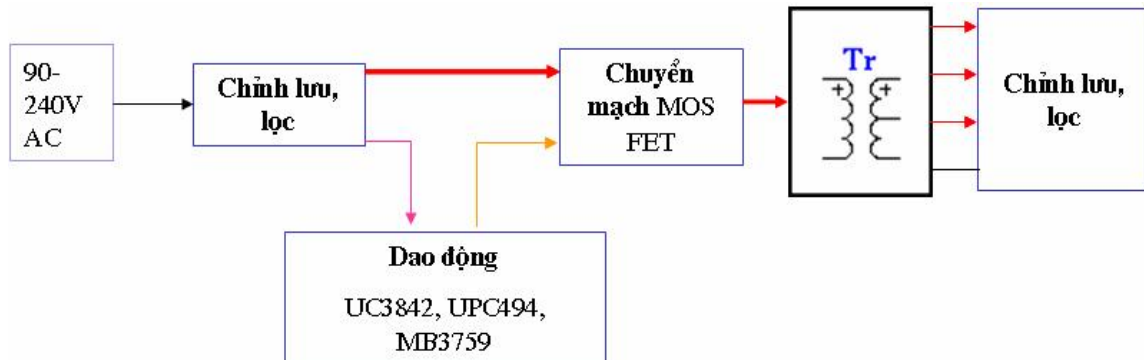 90-
240V
AC
Chỉnh lưu,
lọc
Chuyển
mạch MOS
FET
Tr
+
+
Chỉnh lưu,
lọc
Dao động
UC3842, UPC494,
MB3759